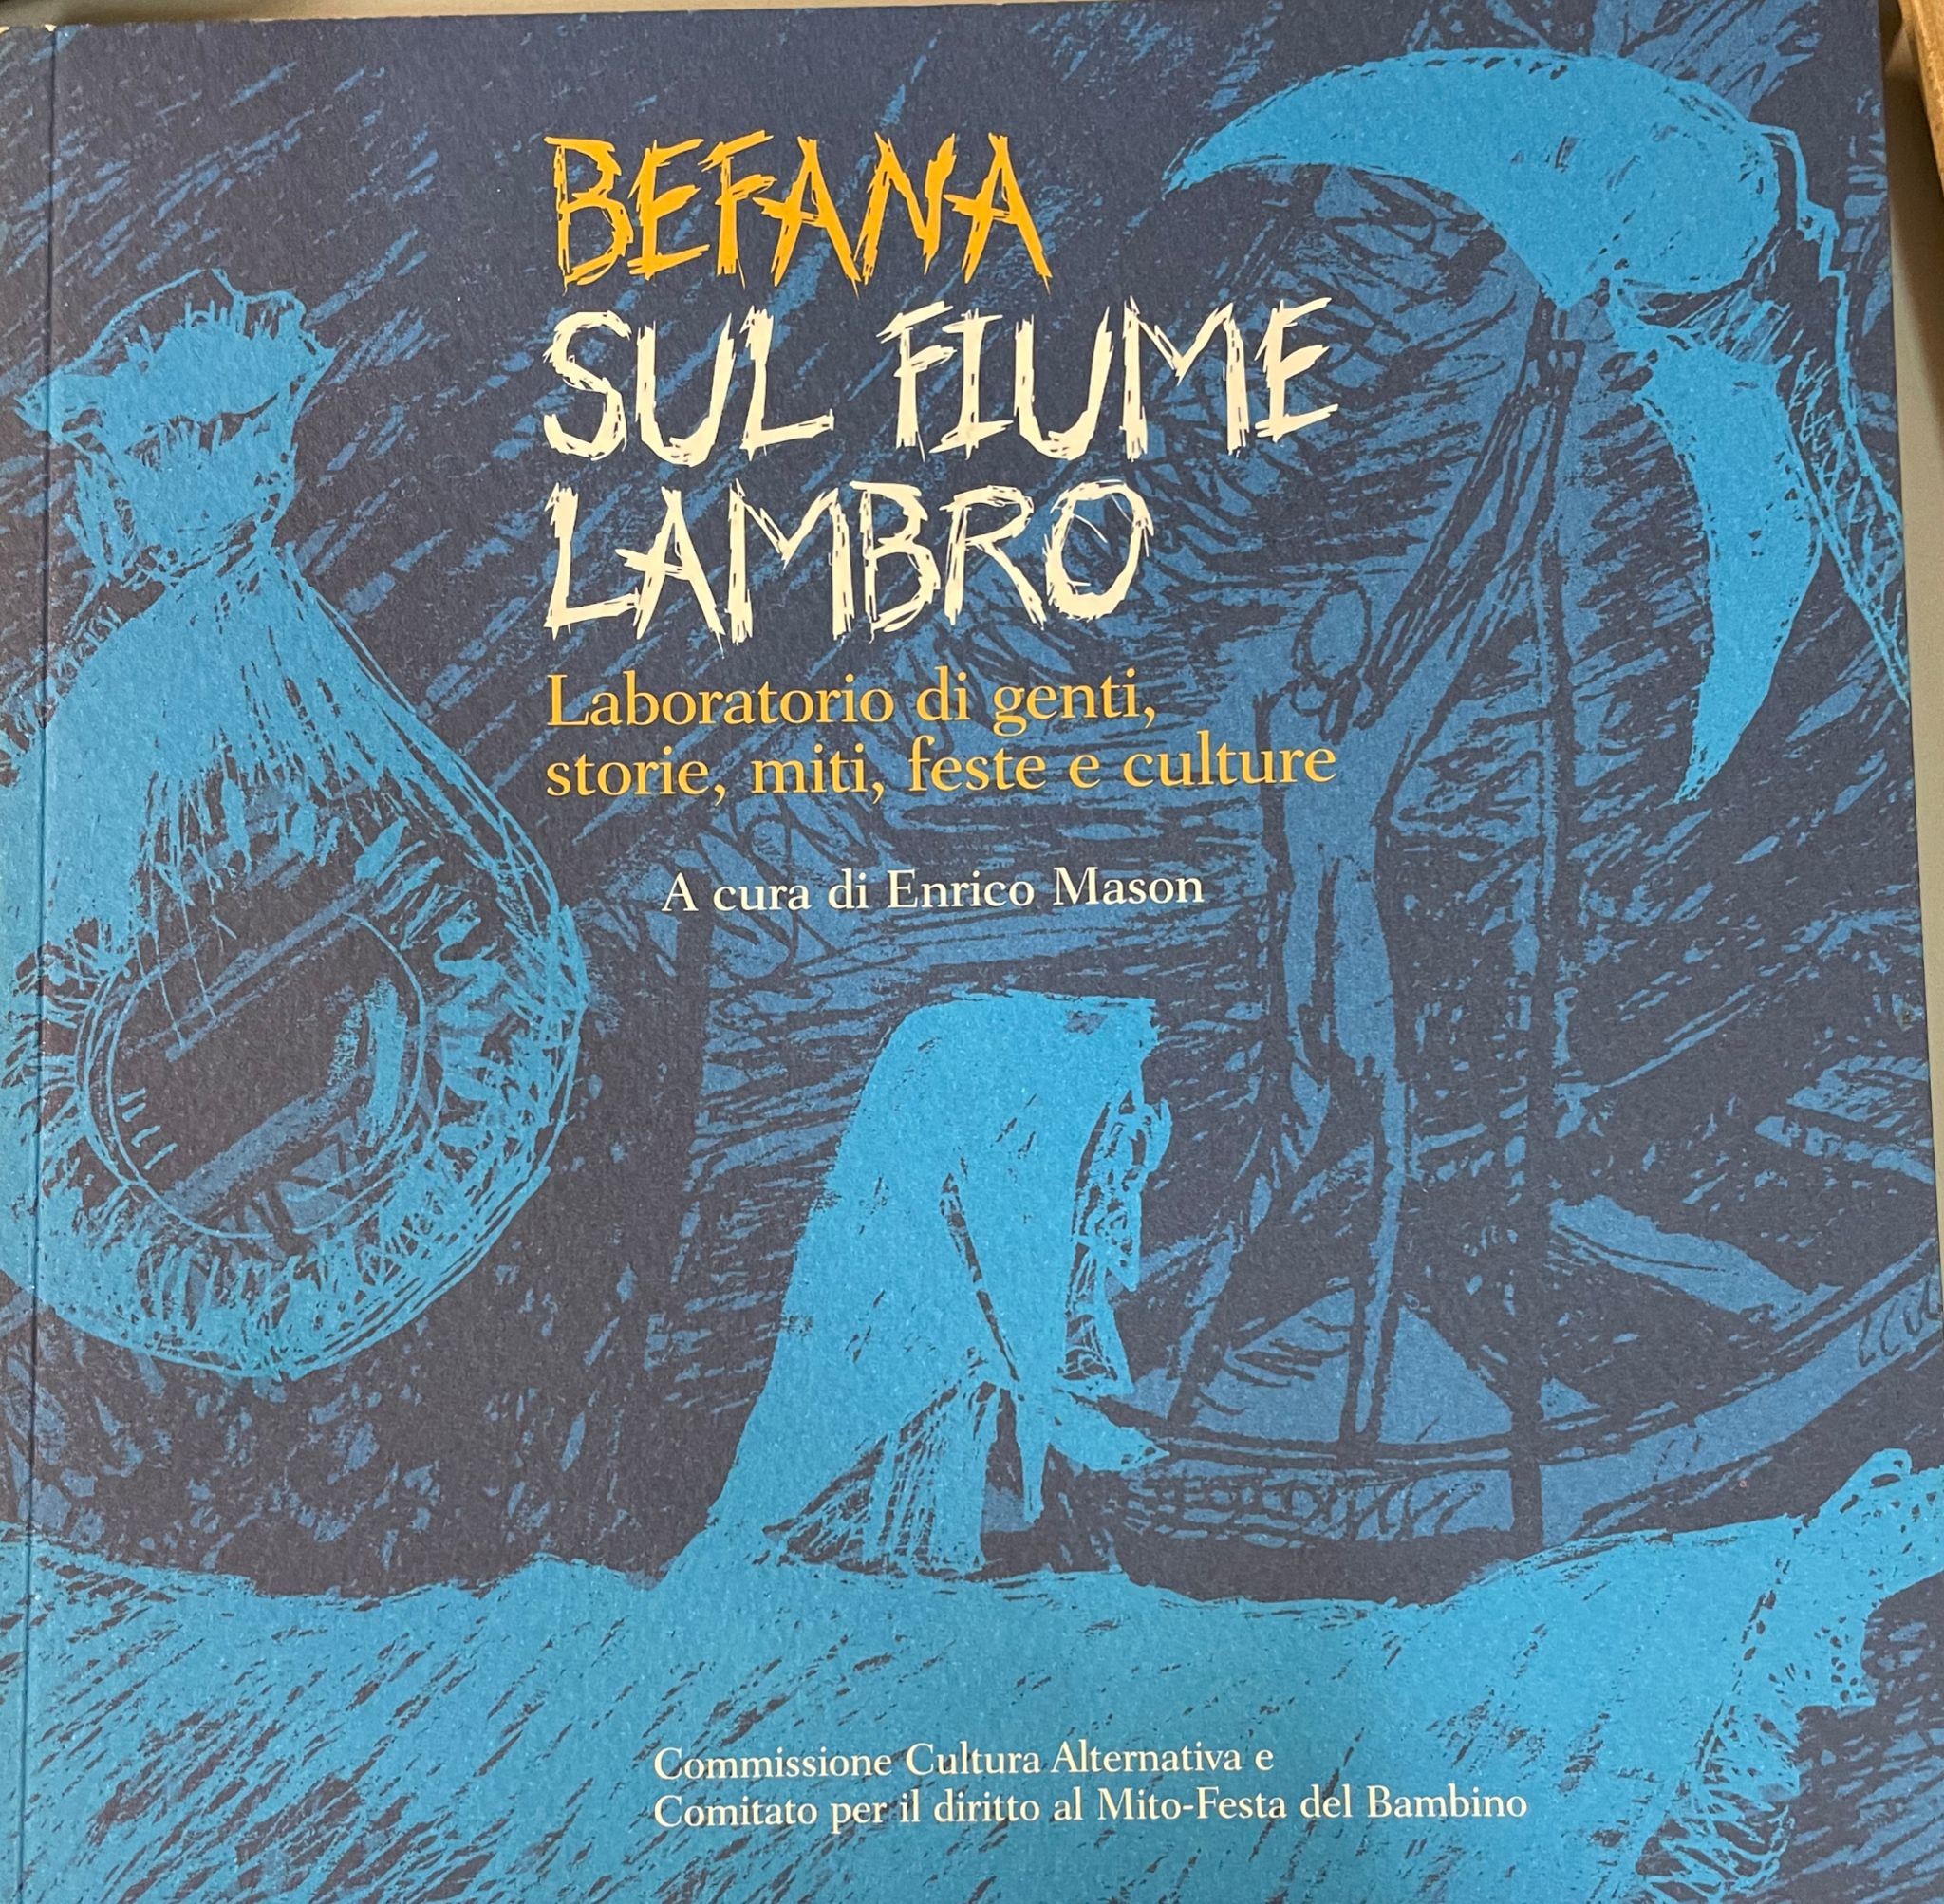 BEFANA
SUL FIUME
LAMBRO
Laboratorio di genti,
storie, miti, feste e culture
A cura di Enrico Mason
Commissione Cultura Alternativa e
Comitato per il diritto al Mito-Festa del Bambino